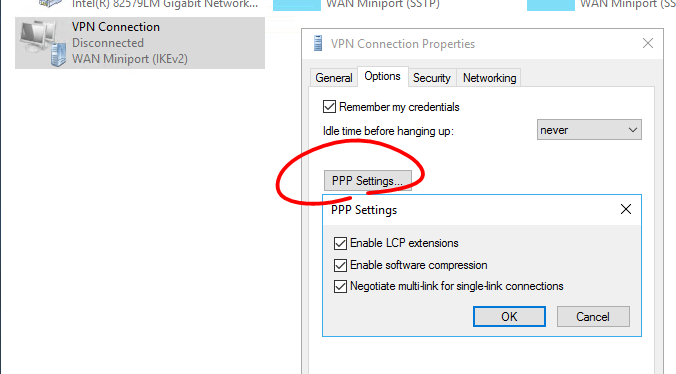 Intel(R) 82579LM Gigabit Network...
WAN Miniport (SSTP)
WAN Miniport (SS
VPN Connection
Disconnected
WAN Miniport (IKEv2)
VPN Connection Properties
General Options Security Networking
Remember my credentials
Idle time before hanging up: never
PPP Settings...
PPP Settings
Enable LCP extensions
Enable software compression
Negotiate multi-link for single-link connections
OK Cancel